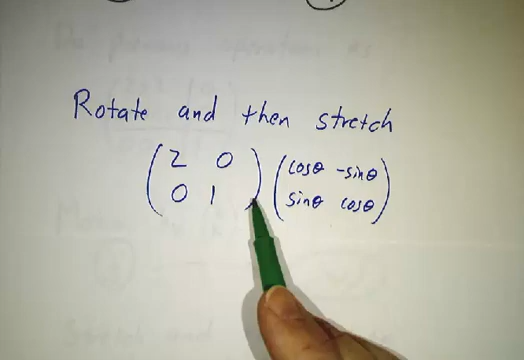 Rotate and then stretch
(2 0) (cosθ -sinθ)
(0 1) (sinθ cosθ)